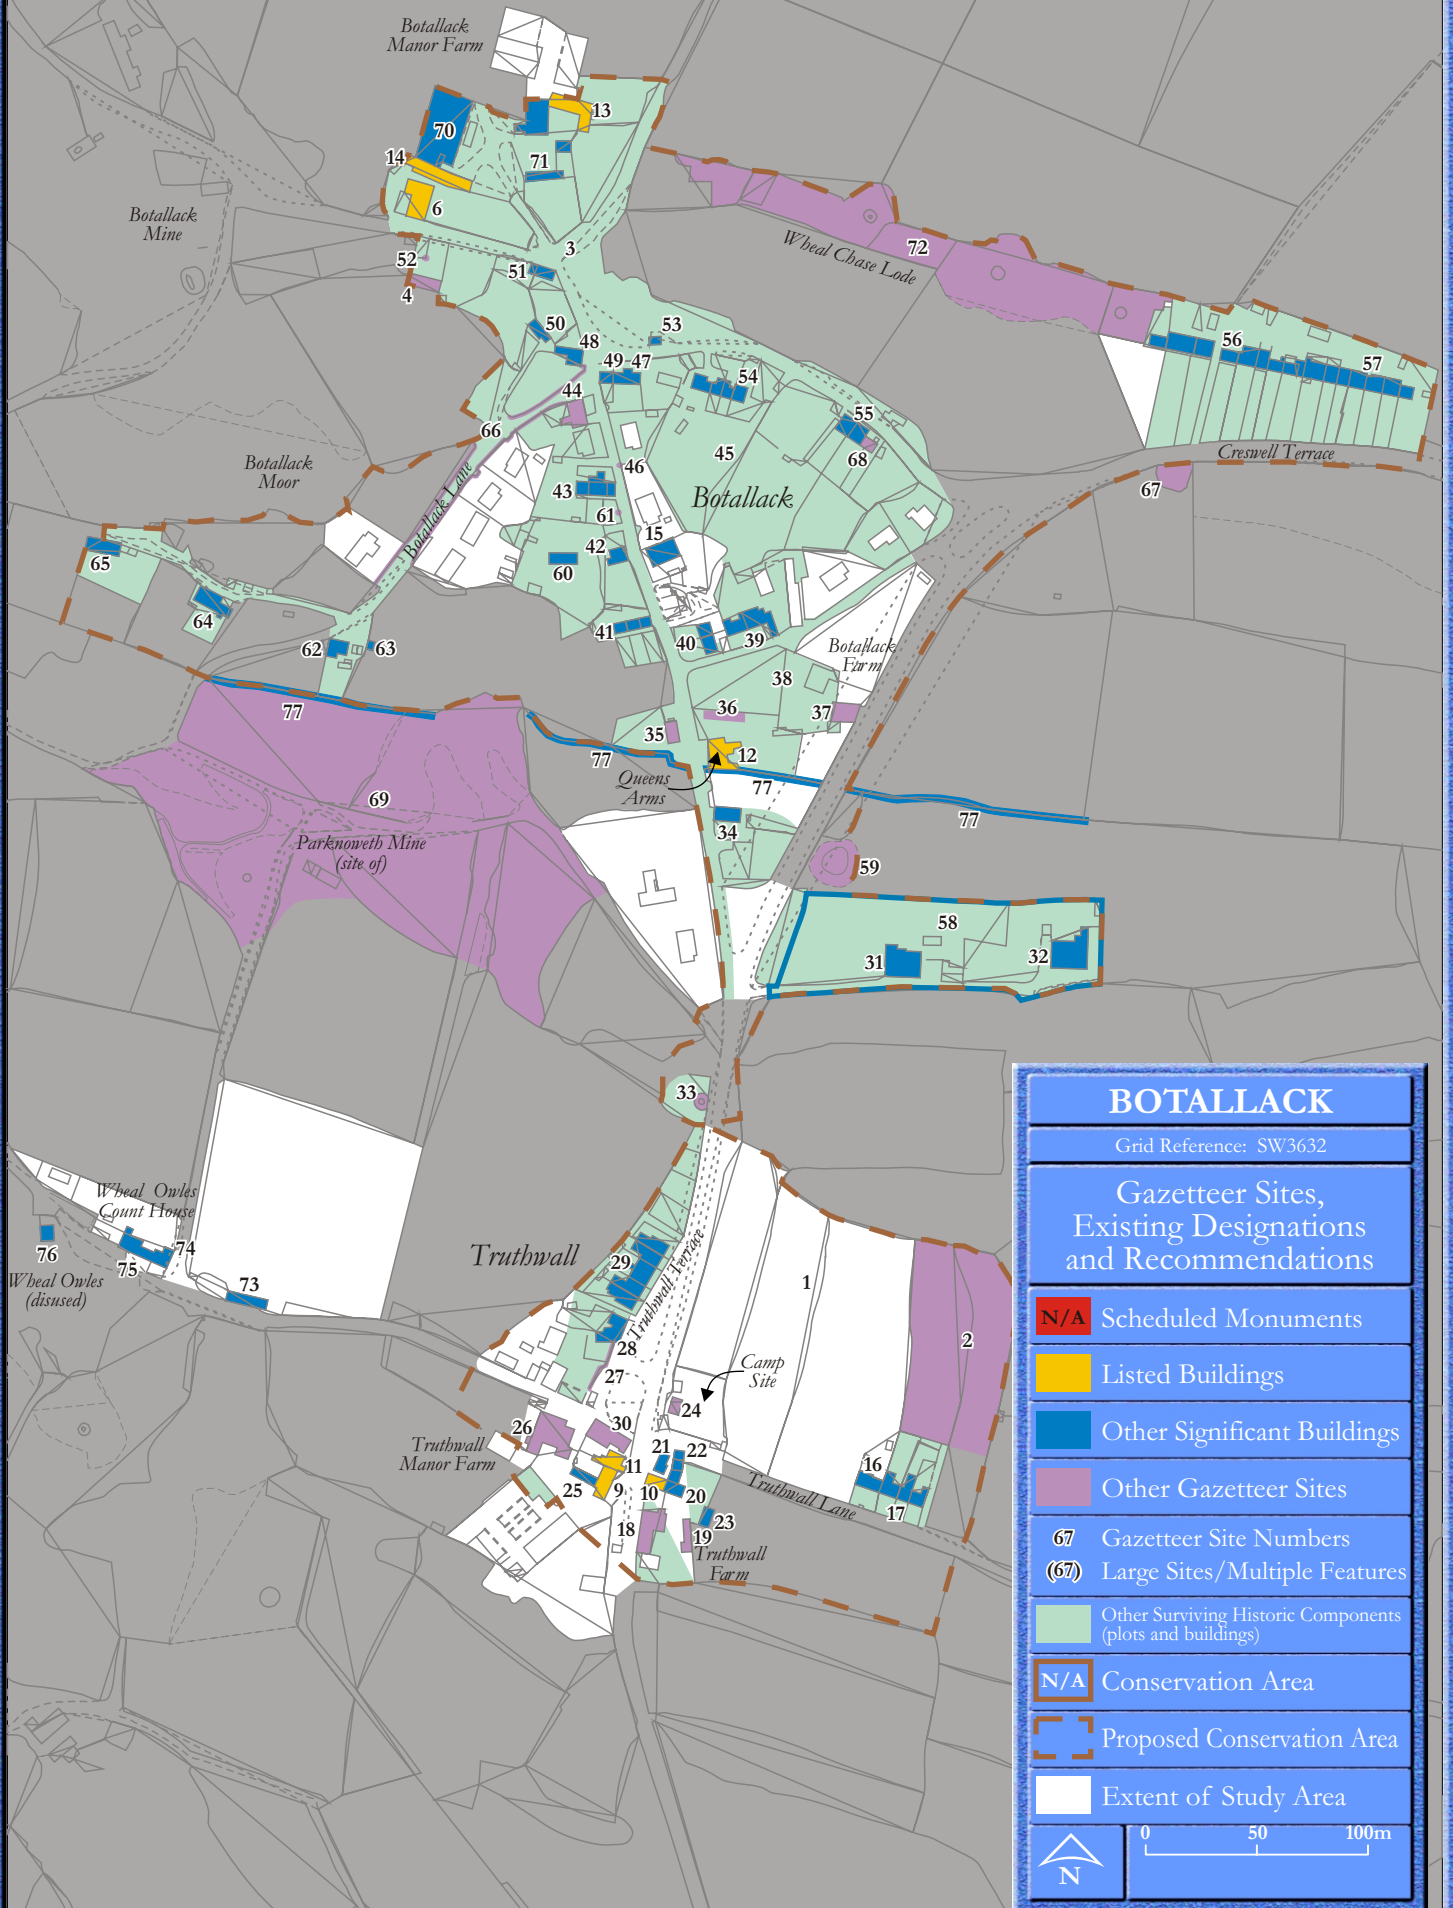 Botallack
Manor Farm
13
70
14
71
6
Botallack
Mine
3
52
51
4
Wheal Chase Lode
72
50
53
48
49
47
56
57
54
44
55
66
45
68
Creswell Terrace
Botallack
Moor
46
43
Botallack
67
Botallack Lane
61
15
42
65
60
64
41
40
39
62
63
Botallack
Farm
38
77
36
37
35
12
77
Queens
Arms
77
77
69
34
Parknoweth Mine
(site of)
59
58
31
32
33
Wheal Owles
Count House
76
74
75
Wheal Owles
(disused)
73
Truthwall
29
Truthwall Terrace
1
28
2
27
Camp
Site
24
26
30
Truthwall
Manor Farm
21
22
11
16
25
9
10
20
Truthwall Lane
17
18
23
19
Truthwall
Farm
BOTALLACK
Grid Reference: SW3632
Gazetteer Sites,
Existing Designations
and Recommendations
N/A Scheduled Monuments
Listed Buildings
Other Significant Buildings
Other Gazetteer Sites
67 Gazetteer Site Numbers
(67) Large Sites/Multiple Features
Other Surviving Historic Components
(plots and buildings)
N/A Conservation Area
Proposed Conservation Area
Extent of Study Area
0 50 100m
N